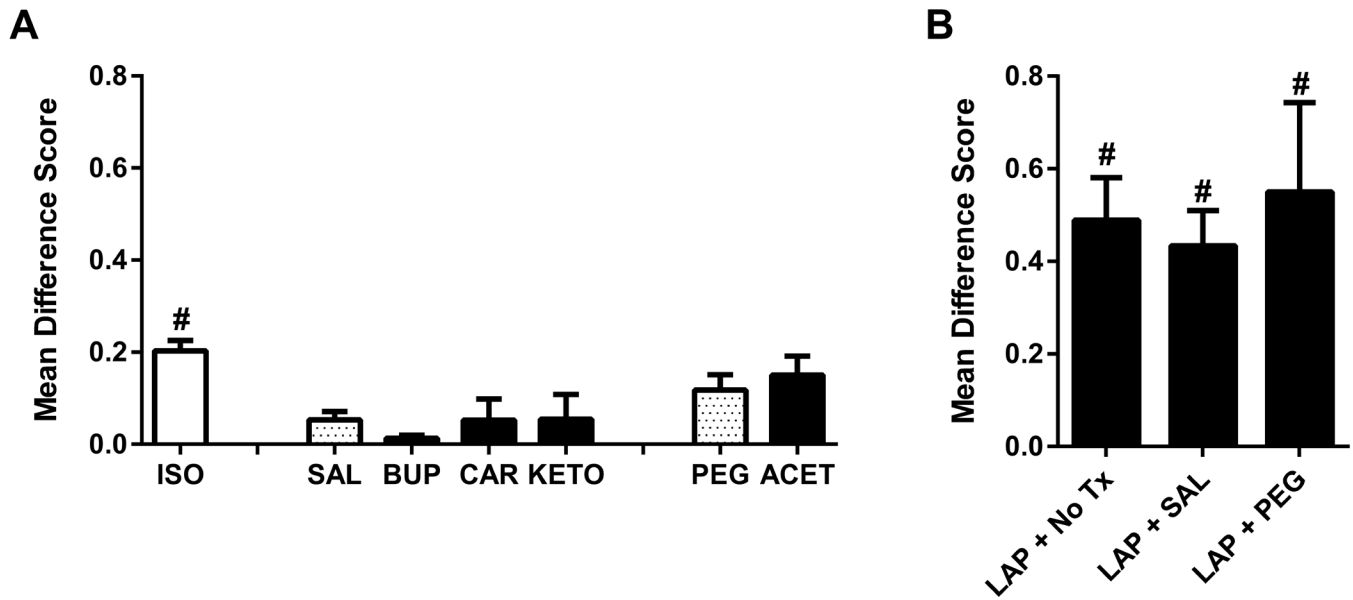 A
Mean Difference Score
0.8
0.6
0.4
0.2
0.0
#
ISO SAL BUP CAR KETO PEG ACET
B
Mean Difference Score
0.8
0.6
0.4
0.2
0.0
# # #
LAP + No Tx
LAP + SAL
LAP + PEG